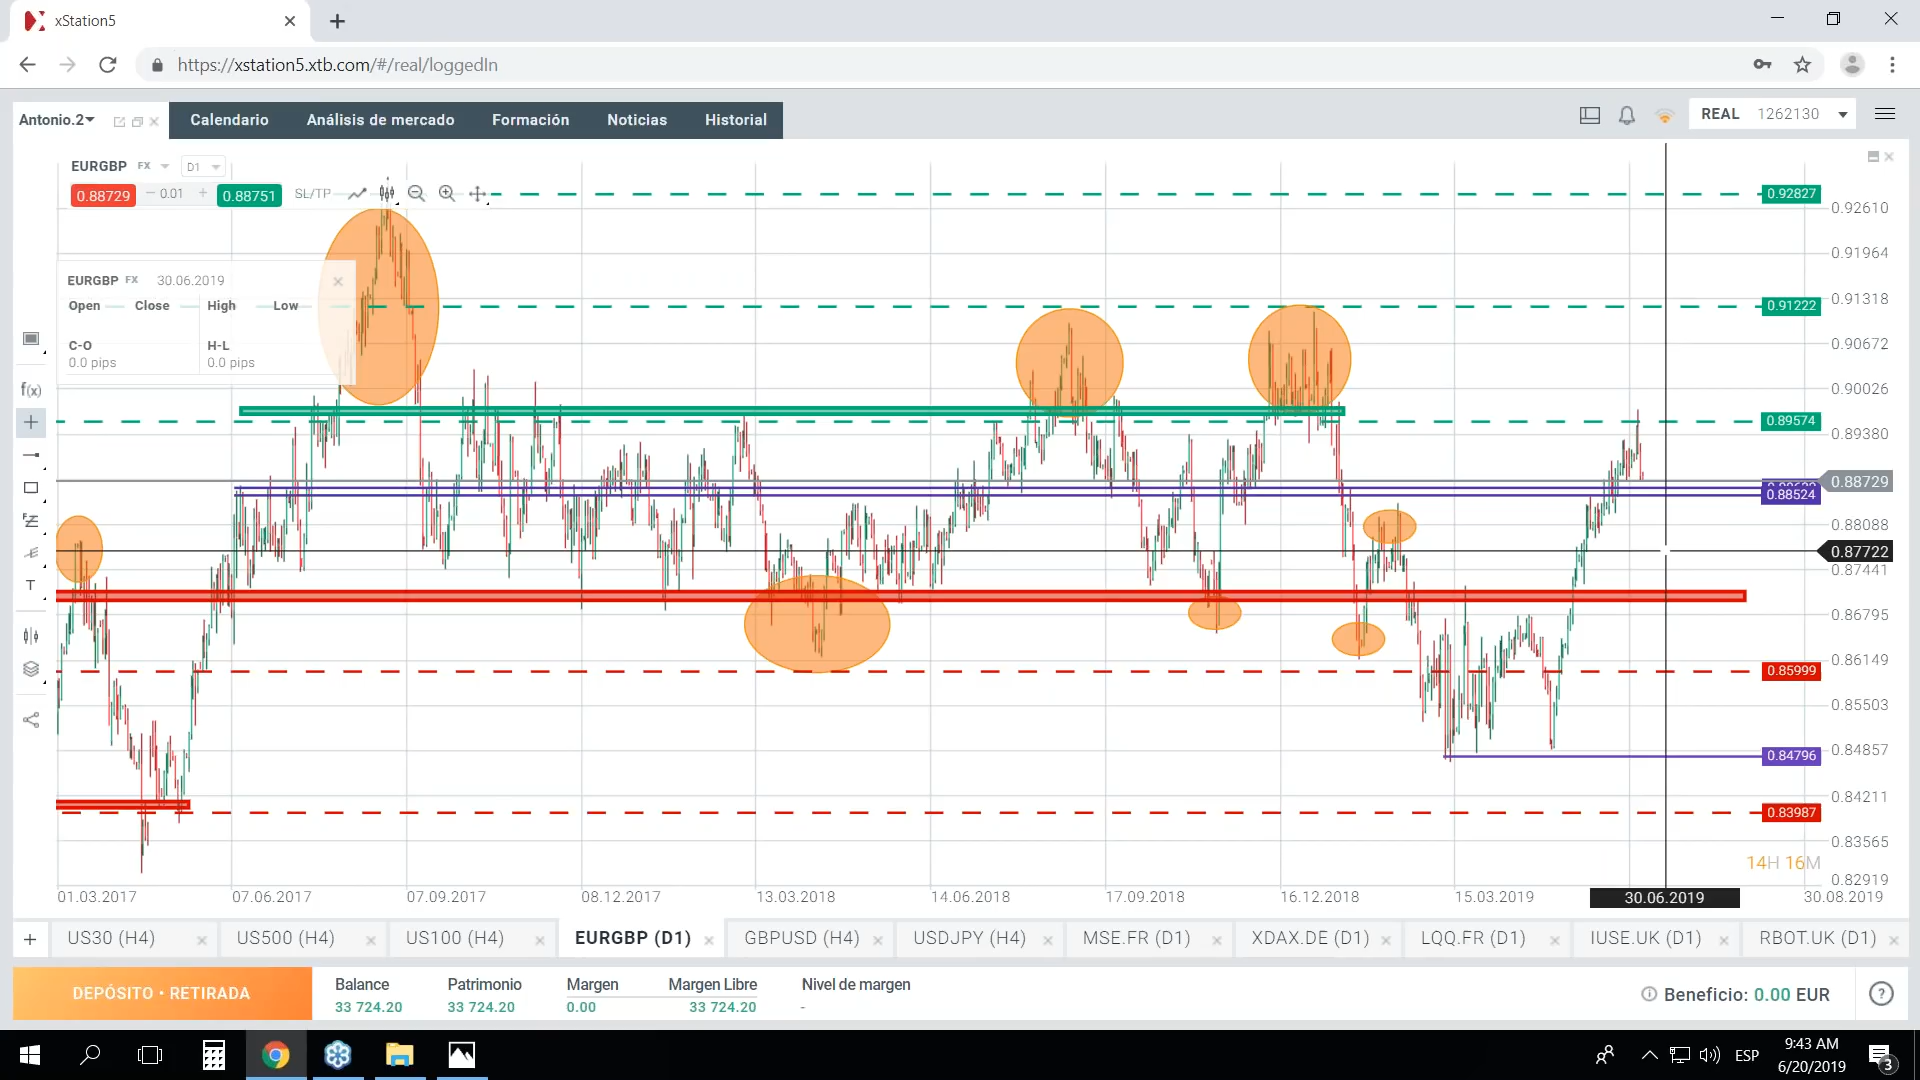 xStation5
https://xstation5.xtb.com/#/real/loggedIn
Antonio.2
Calendario Análisis de mercado Formación Noticias Historial
REAL 1262130
EURGBP FX D1
0.88729 0.01 0.88751 SL/TP
0.92827
0.92610
0.91964
EURGBP FX 30.06.2019
Open Close High Low
C-O H-L
0.0 pips 0.0 pips
0.91318
0.91222
0.90672
0.90026
0.89574
0.89380
0.88729
0.88524
0.88088
0.87722
0.87441
0.86795
0.86149
0.85999
0.85503
0.84857
0.84796
0.84211
0.83987
0.83565
14H 16M
0.82919
f(x)
T
01.03.2017 07.06.2017 07.09.2017 08.12.2017 13.03.2018 14.06.2018 17.09.2018 16.12.2018 15.03.2019 30.06.2019 30.08.2019
US30 (H4) US500 (H4) US100 (H4) EURGBP (D1) GBPUSD (H4) USDJPY (H4) MSE.FR (D1) XDAX.DE (D1) LQQ.FR (D1) IUSE.UK (D1) RBOT.UK (D1)
DEPÓSITO • RETIRADA
Balance Patrimonio Margen Margen Libre Nivel de margen
33 724.20 33 724.20 0.00 33 724.20 -
Beneficio: 0.00 EUR
ESP
9:43 AM
6/20/2019
3